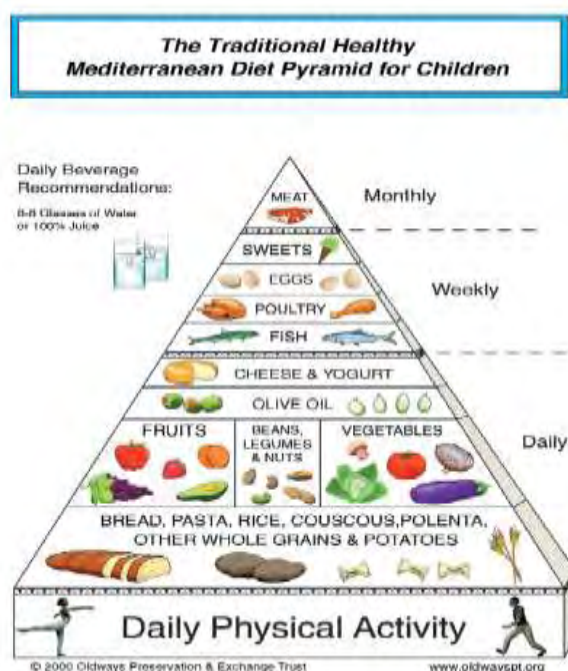 The Traditional Healthy
Mediterranean Diet Pyramid for Children
Daily Beverage
Recommendations:
Glasses of Water
or 100% Juice
MEAT
Monthly
SWEETS
EGGS
Weekly
POULTRY
FISH
CHEESE & YOGURT
OLIVE OIL
FRUITS
BEANS,
LEGUMES
& NUTS
VEGETABLES
Daily
BREAD, PASTA, RICE, COUSCOUS,POLENTA,
OTHER WHOLE GRAINS & POTATOES
Daily Physical Activity
© 2000 Oldways Preservation & Exchange Trust
www.oldwayspt.org